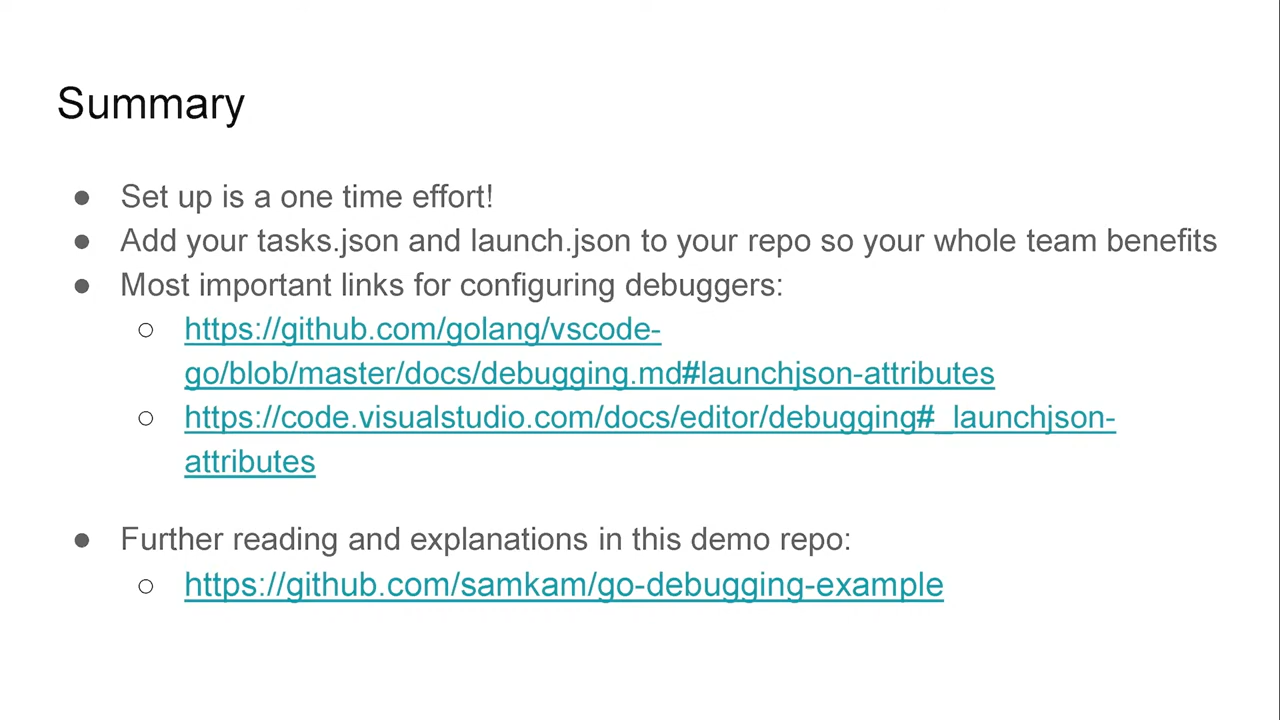 Summary
● Set up is a one time effort!
● Add your tasks.json and launch.json to your repo so your whole team benefits
● Most important links for configuring debuggers:
○ https://github.com/golang/vscode-
go/blob/master/docs/debugging.md#launchjson-attributes
○ https://code.visualstudio.com/docs/editor/debugging#_launchjson-
attributes
● Further reading and explanations in this demo repo:
○ https://github.com/samkam/go-debugging-example